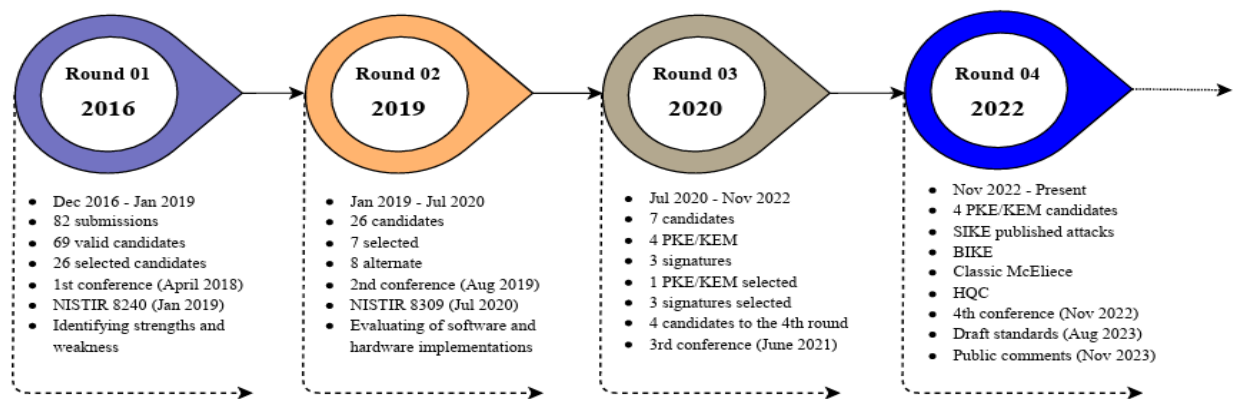 Round 01
2016
Dec 2016 - Jan 2019
82 submissions
69 valid candidates
26 selected candidates
1st conference (April 2018)
NISTIR 8240 (Jan 2019)
Identifying strengths and
weakness
Round 02
2019
Jan 2019 - Jul 2020
26 candidates
7 selected
8 alternate
2nd conference (Aug 2019)
NISTIR 8309 (Jul 2020)
Evaluating of software and
hardware implementations
Round 03
2020
Jul 2020 - Nov 2022
7 candidates
4 PKE/KEM
3 signatures
1 PKE/KEM selected
3 signatures selected
4 candidates to the 4th round
3rd conference (June 2021)
Round 04
2022
Nov 2022 - Present
4 PKE/KEM candidates
SIKE published attacks
BIKE
Classic McEliece
HQC
4th conference (Nov 2022)
Draft standards (Aug 2023)
Public comments (Nov 2023)